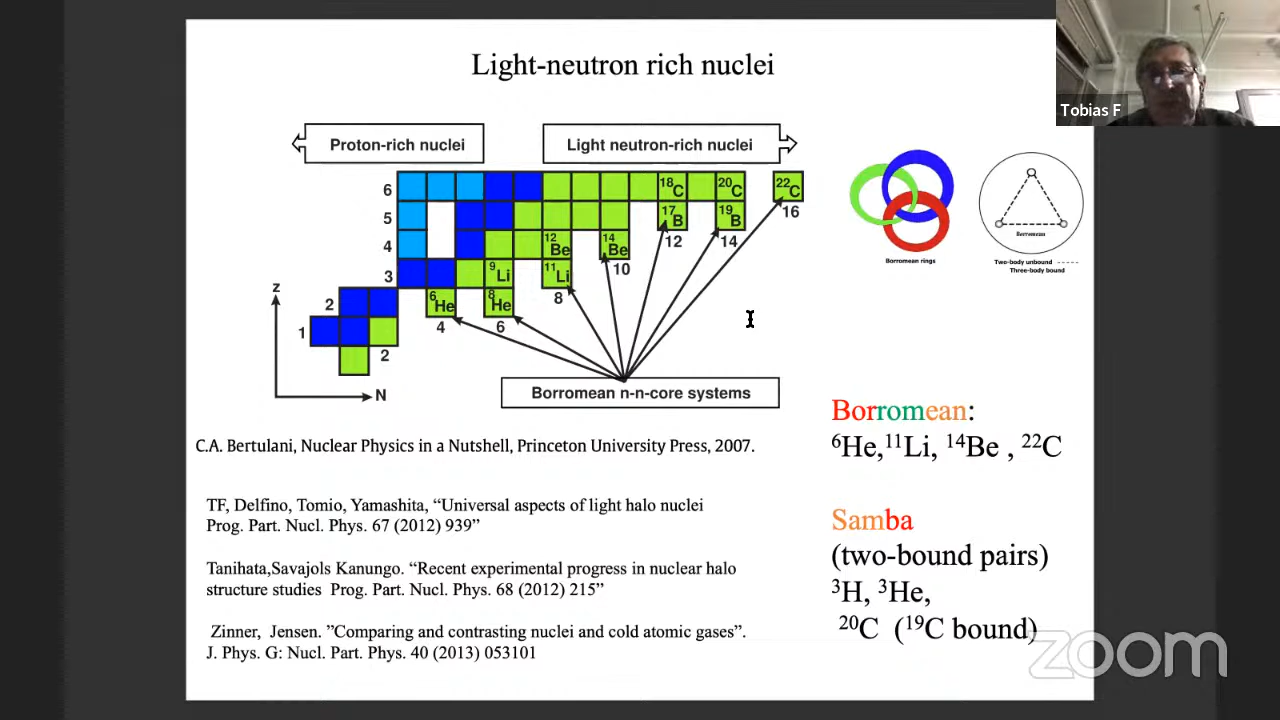 Light-neutron rich nuclei
Tobias F
Proton-rich nuclei
Light neutron-rich nuclei
6
18C
20C
22C
5
17B
19B
16
4
12Be
14Be
12
14
3
9Li
11Li
10
z
2
6He
8He
8
1
4
6
2
N
Borromean n-n-core systems
Borromean rings
Borromean
Two-body unbound -----
Three-body bound
C.A. Bertulani, Nuclear Physics in a Nutshell, Princeton University Press, 2007.
TF, Delfino, Tomio, Yamashita, “Universal aspects of light halo nuclei
Prog. Part. Nucl. Phys. 67 (2012) 939”
Tanihata,Savajols Kanungo. “Recent experimental progress in nuclear halo
structure studies Prog. Part. Nucl. Phys. 68 (2012) 215”
Zinner, Jensen. ”Comparing and contrasting nuclei and cold atomic gases”.
J. Phys. G: Nucl. Part. Phys. 40 (2013) 053101
Borromean:
6He,11Li, 14Be , 22C
Samba
(two-bound pairs)
3H, 3He,
20C (19C bound)
zoom